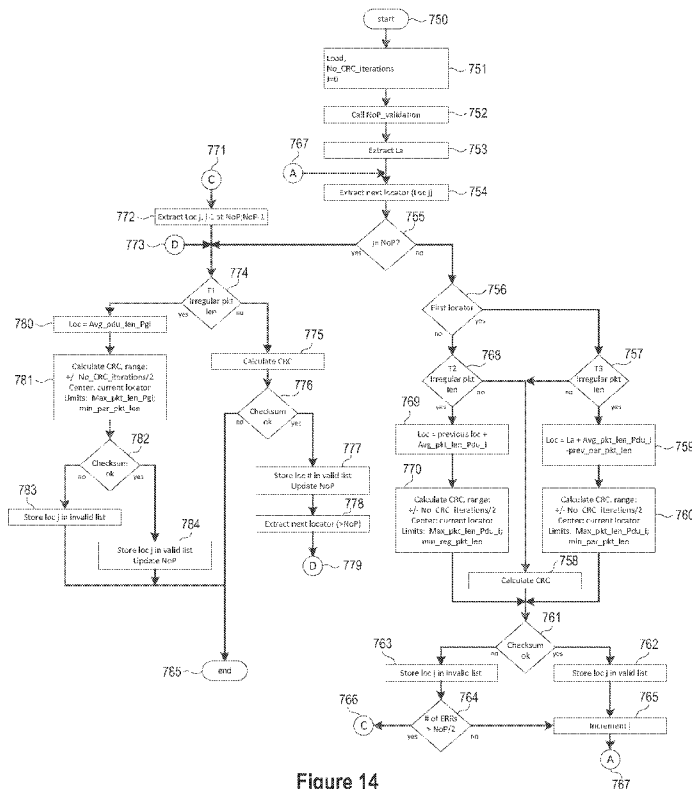 start
750
Load,
No_CRC_iterations
751
Call NoP_validation
752
767
A
Extract La
753
Extract next locator (Loc j)
754
771
C
772
Extract Loc j, j-1 at NoP;NoP-1
773
D
755
j= NoP?
yes
no
774
T1
irregular pkt
len
yes
no
756
First locator
no
yes
780
Loc = Avg_pdu_len_Pgi
775
Calculate CRC
T2
768
irregular pkt
len
no
T3
757
irregular pkt
len
no
781
Calculate CRC, range:
+/- No_CRC_iterations/2
Center: current locator
Limits: Max_pkt_len_Pgi;
min_par_pkt_len
776
Checksum
ok
no
yes
769
Loc = previous loc +
Avg_pkt_len_Pdu_i
Loc = La + Avg_pkt_len_Pdu_i
-prev_par_pkt_len
759
782
Checksum
ok
no
yes
777
Store loc # in valid list
Update NoP
770
Calculate CRC, range:
+/- No_CRC_iterations/2
Center: current locator
Limits: Max_pkt_len_Pdu_i;
min_reg_pkt_len
Calculate CRC, range:
+/- No_CRC_iterations/2
Center: current locator
Limits: Max_pkt_len_Pdu_i;
min_par_pkt_len
760
783
Store loc j in invalid list
784
Store loc j in valid list
Update NoP
778
Extract next locator (>NoP)
D
779
758
Calculate CRC
761
Checksum
ok
no
yes
785
end
763
Store loc j in invalid list
762
Store loc j in valid list
766
C
764
# of ERRs
> NoP/2
yes
no
765
Increment j
A
767
Figure 14